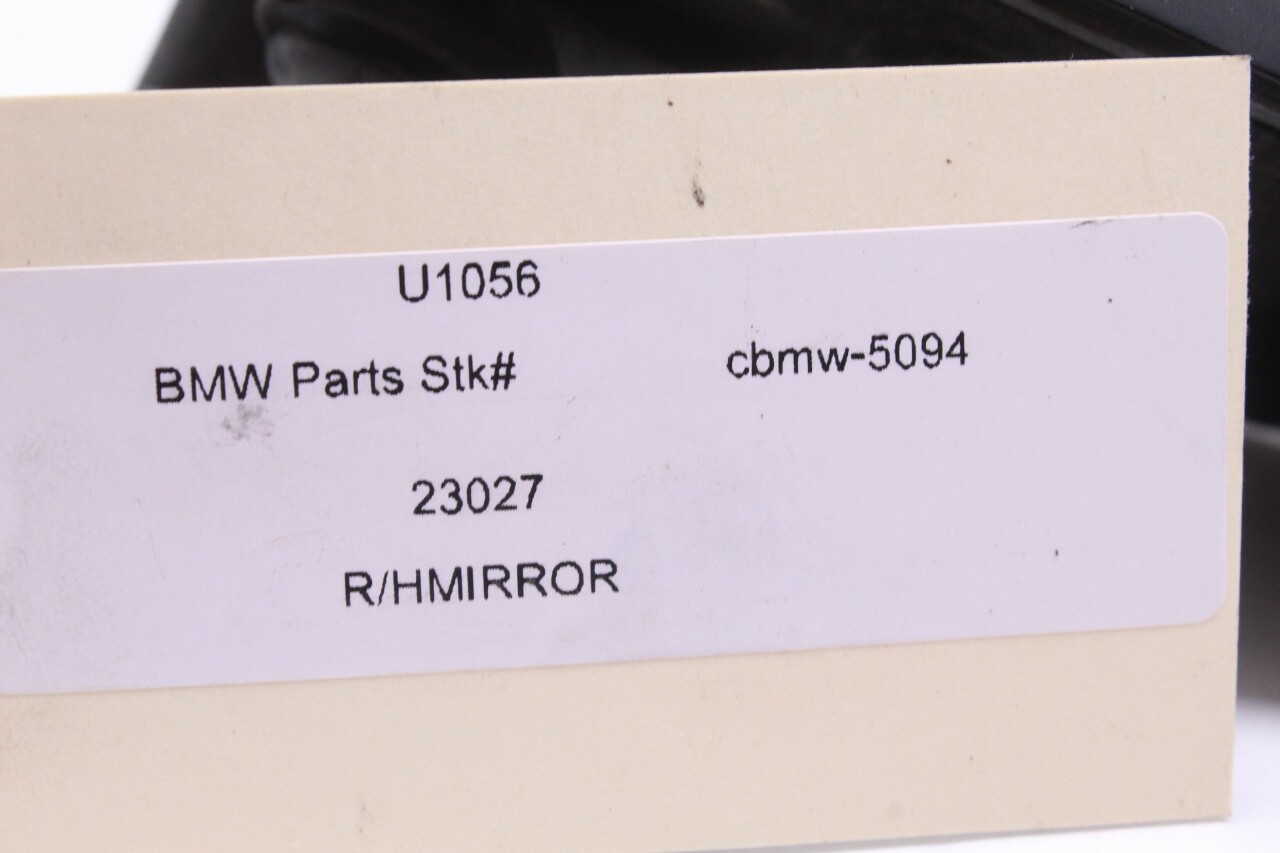 U1056
BMW Parts Stk# cbmw-5094
23027
R/HMIRROR